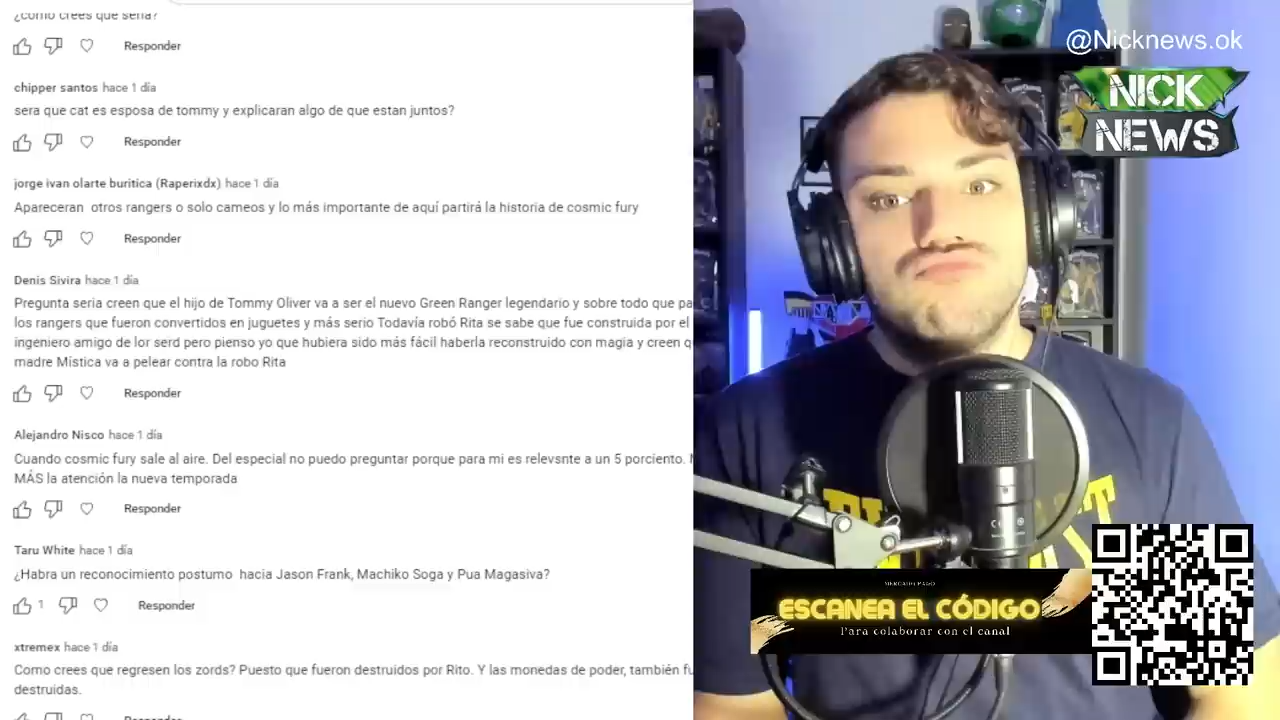 ¿como crees que seria?
Responder
chipper santos hace 1 día
sera que cat es esposa de tommy y explicaran algo de que estan juntos?
Responder
jorge ivan olarte buritica (Raperixdx) hace 1 día
Apareceran otros rangers o solo cameos y lo más importante de aquí partirá la historia de cosmic fury
Responder
Denis Sivira hace 1 día
Pregunta seria creen que el hijo de Tommy Oliver va a ser el nuevo Green Ranger legendario y sobre todo que pa
los rangers que fueron convertidos en juguetes y más serio Todavía robó Rita se sabe que fue construida por el
ingeniero amigo de lor serd pero pienso yo que hubiera sido más fácil haberla reconstruido con magia y creen q
madre Mística va a pelear contra la robo Rita
Responder
Alejandro Nisco hace 1 día
Cuando cosmic fury sale al aire. Del especial no puedo preguntar porque para mi es relevsnte a un 5 porciento.
MÁS la atención la nueva temporada
Responder
Taru White hace 1 día
¿Habra un reconocimiento postumo hacia Jason Frank, Machiko Soga y Pua Magasiva?
1 Responder
xtremex hace 1 día
Como crees que regresen los zords? Puesto que fueron destruidos por Rito. Y las monedas de poder, también fu
destruidas.
Responder
@Nicknews.ok
NICK
NEWS
MERCADO PAGO
ESCANEA EL CÓDIGO
Para colaborar con el canal